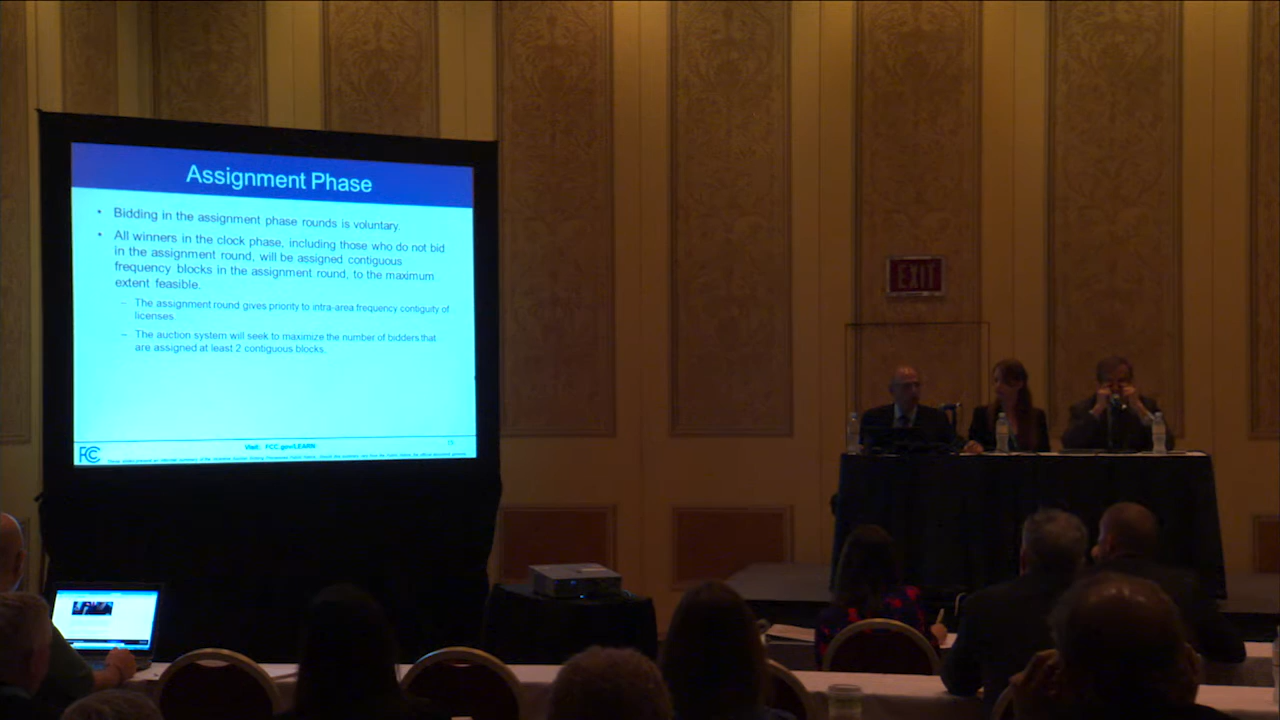 Assignment Phase
• Bidding in the assignment phase rounds is voluntary.
• All winners in the clock phase, including those who do not bid
in the assignment round, will be assigned contiguous
frequency blocks in the assignment round, to the maximum
extent feasible.
– The assignment round gives priority to intra-area frequency contiguity of
licenses.
– The auction system will seek to maximize the number of bidders that
are assigned at least 2 contiguous blocks.
FCC
Visit: FCC.gov/LEARN
EXIT